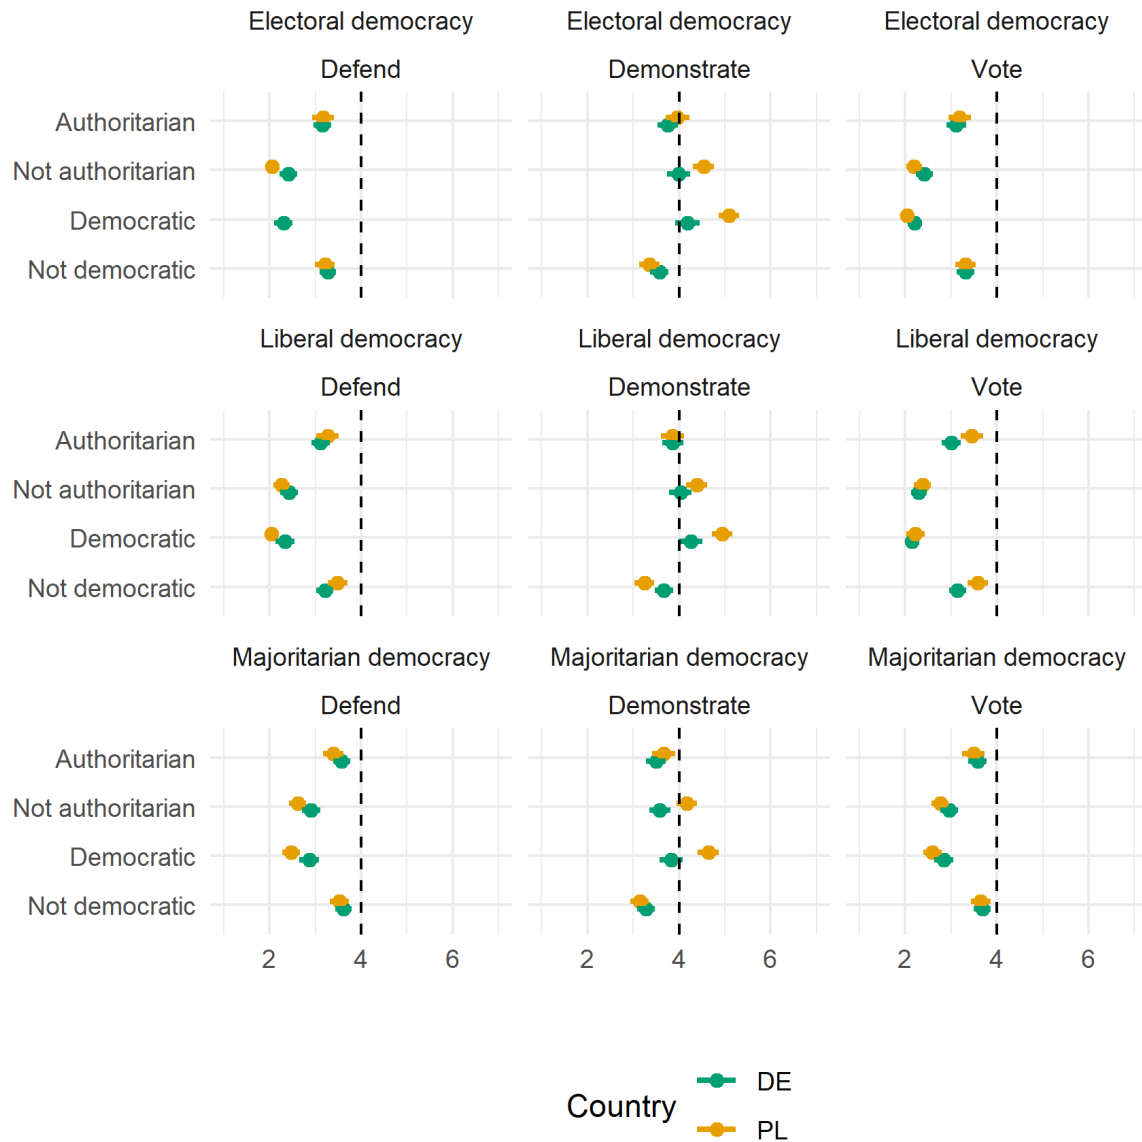 Electoral democracy Electoral democracy Electoral democracy
Defend Demonstrate Vote
Authoritarian
Not authoritarian
Democratic
Not democratic
Liberal democracy Liberal democracy Liberal democracy
Defend Demonstrate Vote
Authoritarian
Not authoritarian
Democratic
Not democratic
Majoritarian democracy Majoritarian democracy Majoritarian democracy
Defend Demonstrate Vote
Authoritarian
Not authoritarian
Democratic
Not democratic
2 4 6 2 4 6 2 4 6
Country
DE
PL